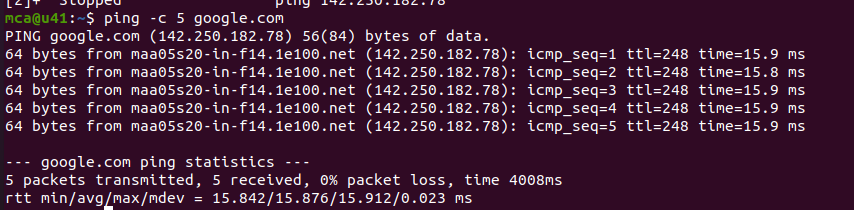 [2]+  Stopped                 ping 142.250.182.78
mca@u41:~$ ping -c 5 google.com
PING google.com (142.250.182.78) 56(84) bytes of data.
64 bytes from maa05s20-in-f14.1e100.net (142.250.182.78): icmp_seq=1 ttl=248 time=15.9 ms
64 bytes from maa05s20-in-f14.1e100.net (142.250.182.78): icmp_seq=2 ttl=248 time=15.8 ms
64 bytes from maa05s20-in-f14.1e100.net (142.250.182.78): icmp_seq=3 ttl=248 time=15.9 ms
64 bytes from maa05s20-in-f14.1e100.net (142.250.182.78): icmp_seq=4 ttl=248 time=15.9 ms
64 bytes from maa05s20-in-f14.1e100.net (142.250.182.78): icmp_seq=5 ttl=248 time=15.9 ms
--- google.com ping statistics ---
5 packets transmitted, 5 received, 0% packet loss, time 4008ms
rtt min/avg/max/mdev = 15.842/15.876/15.912/0.023 ms